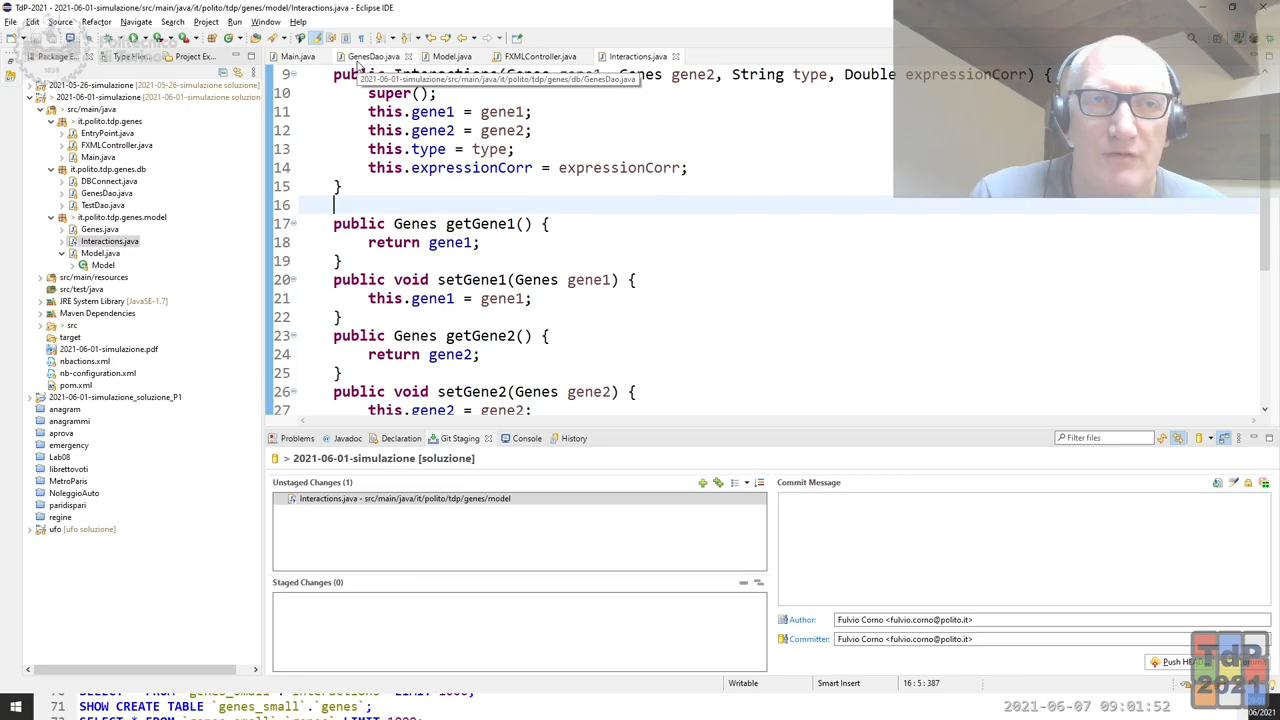 TdP-2021 - 2021-06-01-simulazione/src/main/java/it/polito/tdp/genes/model/Interactions.java - Eclipse IDE
File Edit Source Refactor Navigate Search Project Run Window Help
Politecnico
Package E... Type Hier... Project Ex...
Main.java GenesDao.java Model.java FXMLController.java Interactions.java
2021-06-01-simulazione/src/main/java/it/polito/tdp/genes/db/GenesDao.java
2021-05-26-simulazione [2021-05-26-simulazione soluzione]
> 2021-06-01-simulazione [2021-06-01-simulazione soluzione]
> src/main/java
> it.polito.tdp.genes
EntryPoint.java
FXMLController.java
Main.java
it.polito.tdp.genes.db
DBConnect.java
GenesDao.java
TestDao.java
> it.polito.tdp.genes.model
Genes.java
Interactions.java
Model.java
Model
src/main/resources
src/test/java
JRE System Library [JavaSE-1.7]
Maven Dependencies
> src
target
2021-06-01-simulazione.pdf
nbactions.xml
nb-configuration.xml
pom.xml
2021-06-01-simulazione_soluzione_P1
anagram
anagrammi
aprova
emergency
Lab08
librettovoti
MetroParis
NoleggioAuto
paridispari
regine
> ufo [ufo soluzione]
9 public Interactions(Genes gene1, Genes gene2, String type, Double expressionCorr) {
10 super();
11 this.gene1 = gene1;
12 this.gene2 = gene2;
13 this.type = type;
14 this.expressionCorr = expressionCorr;
15 }
16
17 public Genes getGene1() {
18 return gene1;
19 }
20 public void setGene1(Genes gene1) {
21 this.gene1 = gene1;
22 }
23 public Genes getGene2() {
24 return gene2;
25 }
26 public void setGene2(Genes gene2) {
27 this.gene2 = gene2;
Problems Javadoc Declaration Git Staging Console History
Filter files
> 2021-06-01-simulazione [soluzione]
Unstaged Changes (1)
Interactions.java - src/main/java/it/polito/tdp/genes/model
Staged Changes (0)
Commit Message
Author: Fulvio Corno <fulvio.corno@polito.it>
Committer: Fulvio Corno <fulvio.corno@polito.it>
Push HEAD
Writable Smart Insert 16 : 5 : 387
TdP
2021
71 SHOW CREATE TABLE `genes_small`.`genes`;
2021-06-07 09:01:52